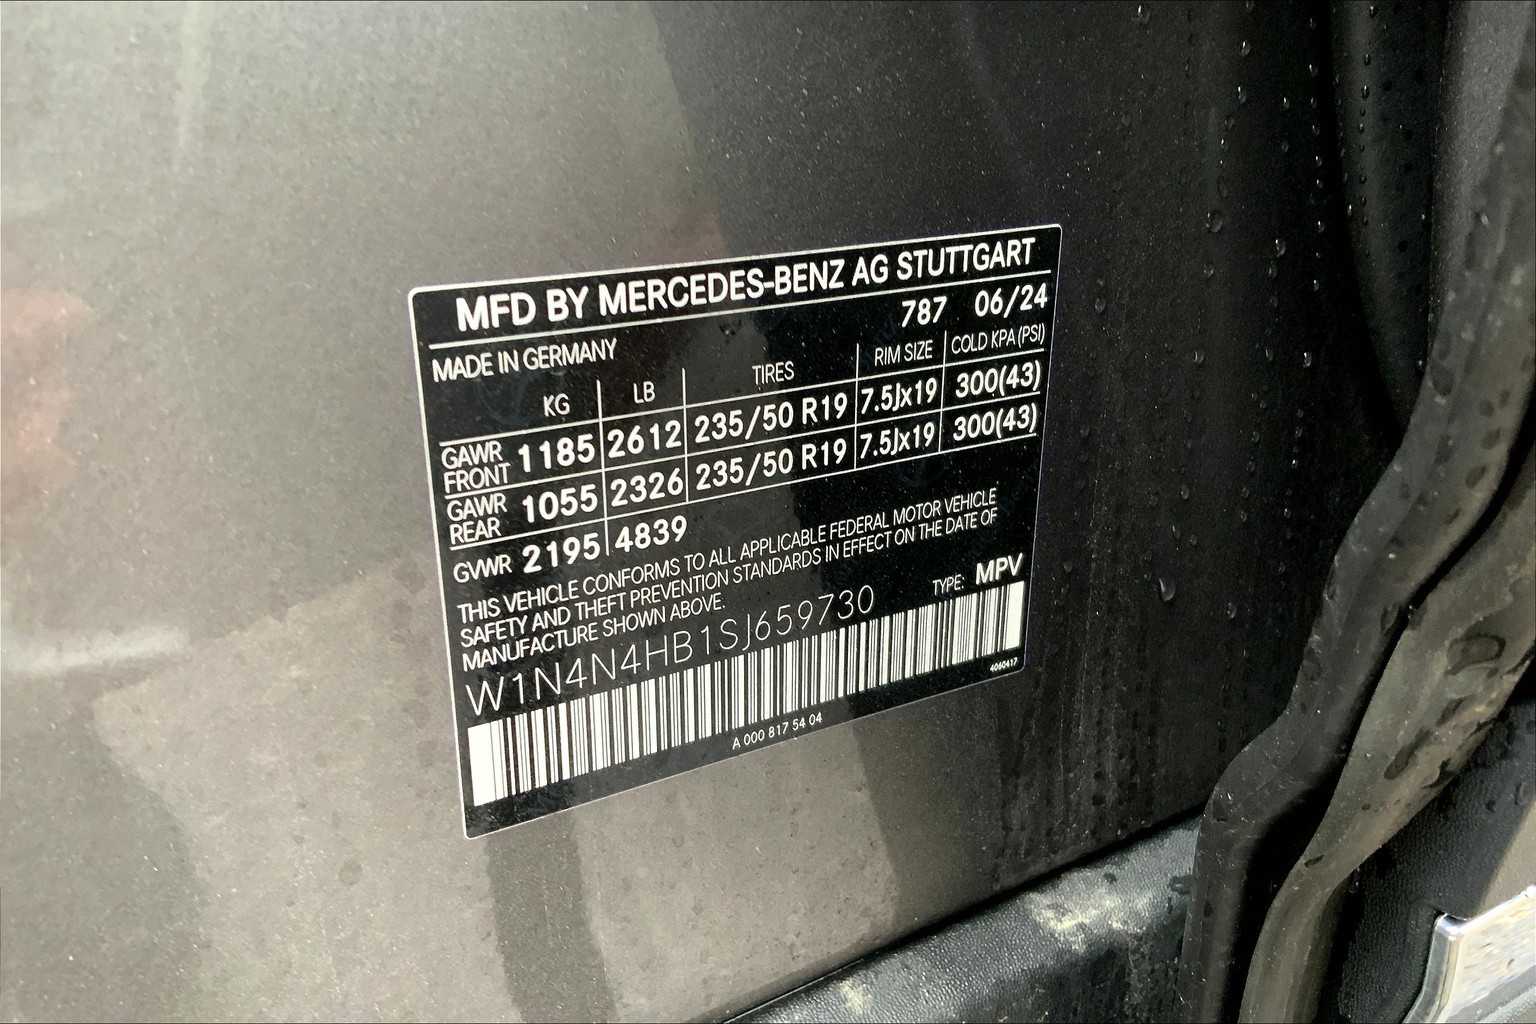 MFD BY MERCEDES-BENZ AG STUTTGART
787 06/24
MADE IN GERMANY
KG LB TIRES RIM SIZE COLD KPA (PSI)
GAWR FRONT 1185 2612 235/50 R19 7.5Jx19 300(43)
GAWR REAR 1055 2326 235/50 R19 7.5Jx19 300(43)
GVWR 2195 4839
THIS VEHICLE CONFORMS TO ALL APPLICABLE FEDERAL MOTOR VEHICLE
SAFETY AND THEFT PREVENTION STANDARDS IN EFFECT ON THE DATE OF
MANUFACTURE SHOWN ABOVE.
TYPE: MPV
W1N4N4HB1SJ659730
4060417
A 000 817 54 04